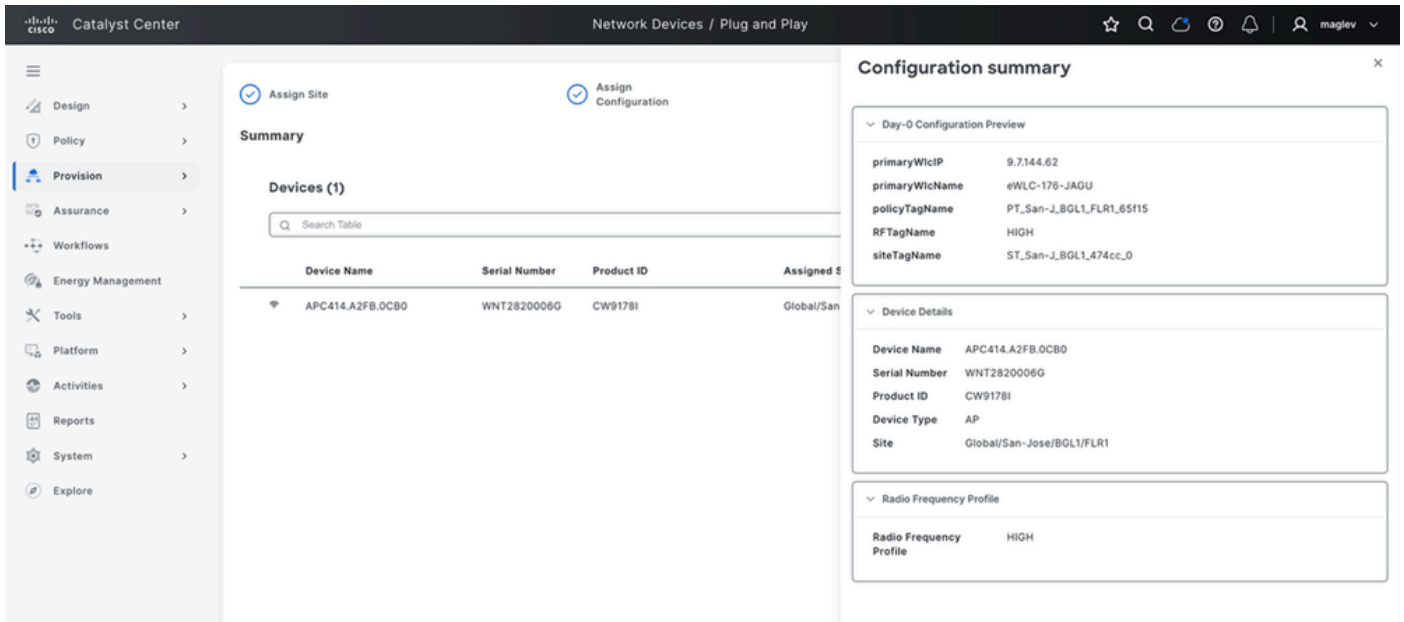 CISCO Catalyst Center
Network Devices / Plug and Play
maglev
Design
Policy
Provision
Assurance
Workflows
Energy Management
Tools
Platform
Activities
Reports
System
Explore
Assign Site
Assign
Configuration
Summary
Devices (1)
Search Table
Device Name Serial Number Product ID Assigned S
APC414.A2FB.0CB0 WNT2820006G CW9178I Global/San
Configuration summary
Day-0 Configuration Preview
primaryWlcIP 9.7.144.62
primaryWlcName eWLC-176-JAGU
policyTagName PT_San-J_BGL1_FLR1_65f15
RFTagName HIGH
siteTagName ST_San-J_BGL1_474cc_0
Device Details
Device Name APC414.A2FB.0CB0
Serial Number WNT2820006G
Product ID CW9178I
Device Type AP
Site Global/San-Jose/BGL1/FLR1
Radio Frequency Profile
Radio Frequency HIGH
Profile